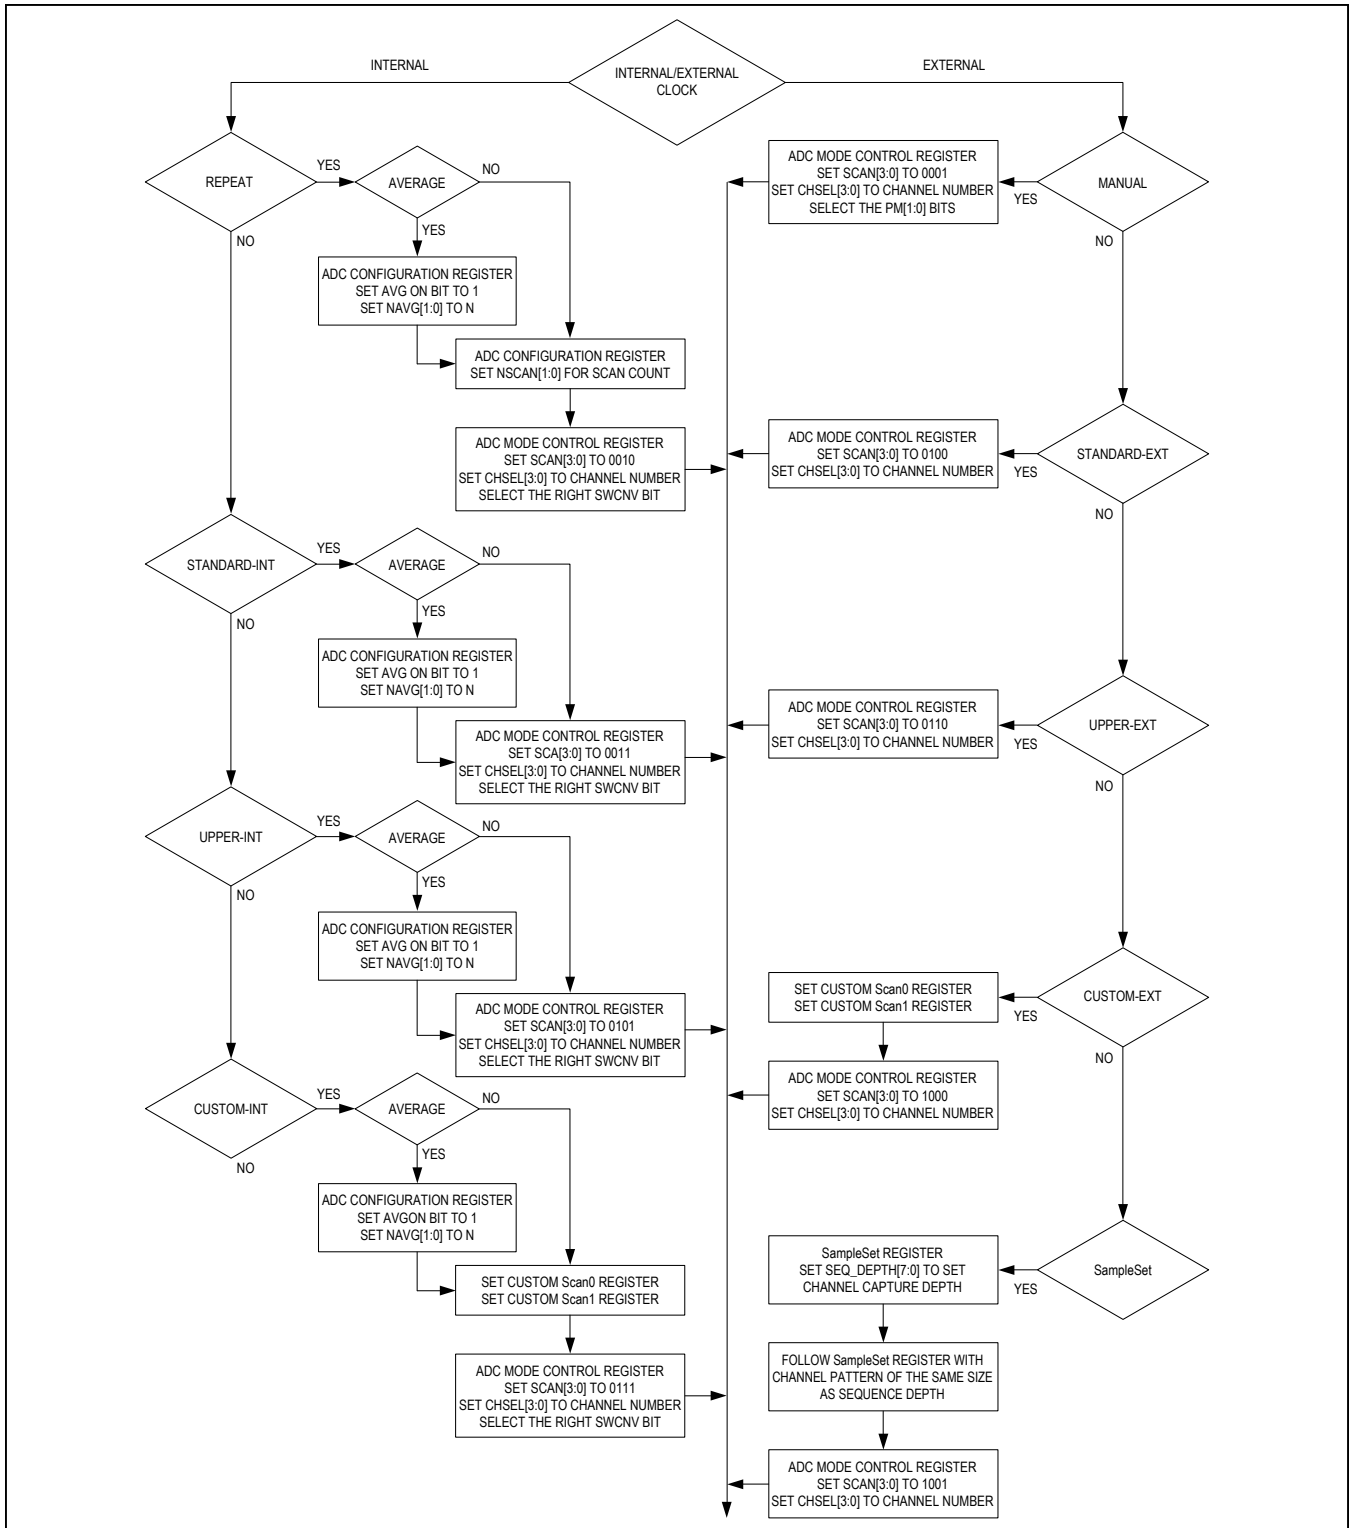 INTERNAL
INTERNAL/EXTERNAL
CLOCK
EXTERNAL
REPEAT
YES
AVERAGE
NO
YES
NO
ADC CONFIGURATION REGISTER
SET AVG ON BIT TO 1
SET NAVG[1:0] TO N
ADC CONFIGURATION REGISTER
SET NSCAN[1:0] FOR SCAN COUNT
ADC MODE CONTROL REGISTER
SET SCAN[3:0] TO 0010
SET CHSEL[3:0] TO CHANNEL NUMBER
SELECT THE RIGHT SWCNV BIT
STANDARD-INT
YES
AVERAGE
NO
YES
NO
ADC CONFIGURATION REGISTER
SET AVG ON BIT TO 1
SET NAVG[1:0] TO N
ADC MODE CONTROL REGISTER
SET SCA[3:0] TO 0011
SET CHSEL[3:0] TO CHANNEL NUMBER
SELECT THE RIGHT SWCNV BIT
UPPER-INT
YES
AVERAGE
NO
YES
NO
ADC CONFIGURATION REGISTER
SET AVG ON BIT TO 1
SET NAVG[1:0] TO N
ADC MODE CONTROL REGISTER
SET SCAN[3:0] TO 0101
SET CHSEL[3:0] TO CHANNEL NUMBER
SELECT THE RIGHT SWCNV BIT
CUSTOM-INT
YES
AVERAGE
NO
YES
NO
ADC CONFIGURATION REGISTER
SET AVGON BIT TO 1
SET NAVG[1:0] TO N
SET CUSTOM Scan0 REGISTER
SET CUSTOM Scan1 REGISTER
ADC MODE CONTROL REGISTER
SET SCAN[3:0] TO 0111
SET CHSEL[3:0] TO CHANNEL NUMBER
SELECT THE RIGHT SWCNV BIT
ADC MODE CONTROL REGISTER
SET SCAN[3:0] TO 0001
SET CHSEL[3:0] TO CHANNEL NUMBER
SELECT THE PM[1:0] BITS
YES
MANUAL
NO
ADC MODE CONTROL REGISTER
SET SCAN[3:0] TO 0100
SET CHSEL[3:0] TO CHANNEL NUMBER
YES
STANDARD-EXT
NO
ADC MODE CONTROL REGISTER
SET SCAN[3:0] TO 0110
SET CHSEL[3:0] TO CHANNEL NUMBER
YES
UPPER-EXT
NO
SET CUSTOM Scan0 REGISTER
SET CUSTOM Scan1 REGISTER
YES
CUSTOM-EXT
NO
ADC MODE CONTROL REGISTER
SET SCAN[3:0] TO 1000
SET CHSEL[3:0] TO CHANNEL NUMBER
SampleSet REGISTER
SET SEQ_DEPTH[7:0] TO SET
CHANNEL CAPTURE DEPTH
YES
SampleSet
FOLLOW SampleSet REGISTER WITH
CHANNEL PATTERN OF THE SAME SIZE
AS SEQUENCE DEPTH
ADC MODE CONTROL REGISTER
SET SCAN[3:0] TO 1001
SET CHSEL[3:0] TO CHANNEL NUMBER